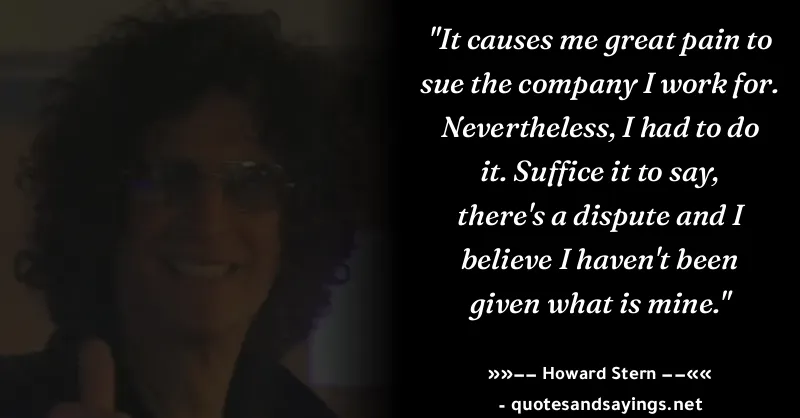 "It causes me great pain to
sue the company I work for.
Nevertheless, I had to do
it. Suffice it to say,
there's a dispute and I
believe I haven't been
given what is mine."
»»−− Howard Stern −−««
- quotesandsayings.net